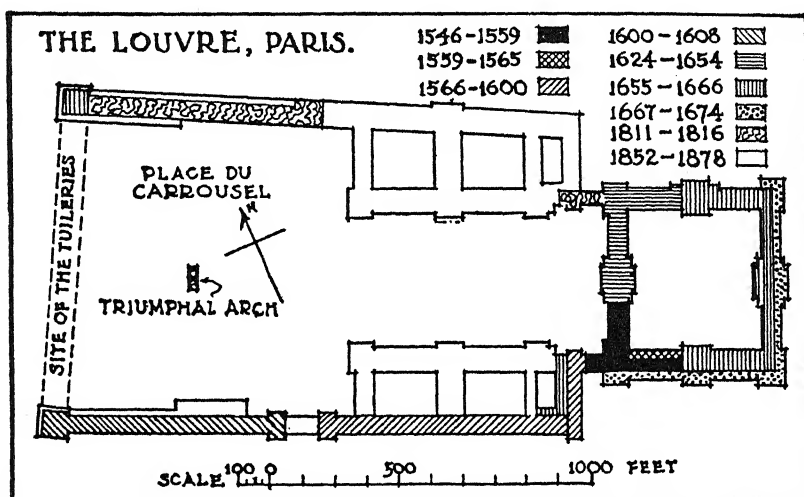 THE LOUVRE, PARIS.
1546-1559
1559-1565
1566-1600
1600-1608
1624-1654
1655-1666
1667-1674
1811-1816
1852-1878
PLACE DU
CARROUSEL
N
SITE OF THE TUILERIES
TRIUMPHAL ARCH
SCALE 100 0 500 1000 FEET